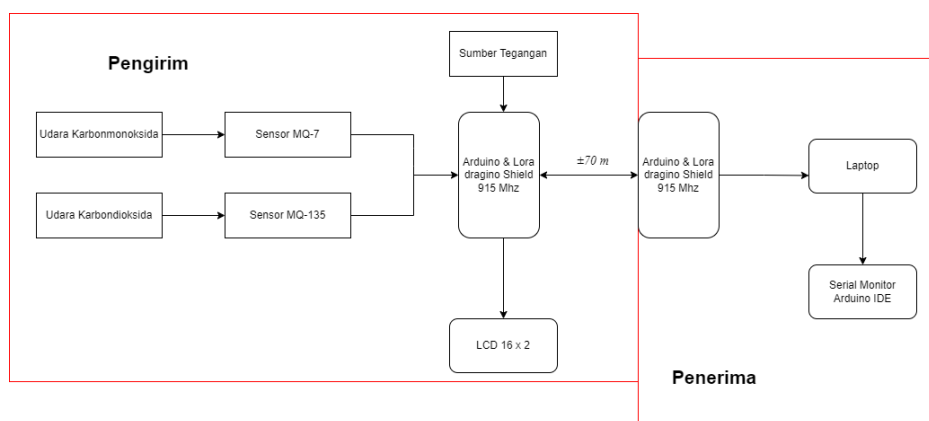 Pengirim
Sumber Tegangan
Udara Karbonmonoksida
Sensor MQ-7
Udara Karbondioksida
Sensor MQ-135
Arduino & Lora
dragino Shield
915 Mhz
±70 m
Arduino & Lora
dragino Shield
915 Mhz
Laptop
Serial Monitor
Arduino IDE
LCD 16 x 2
Penerima